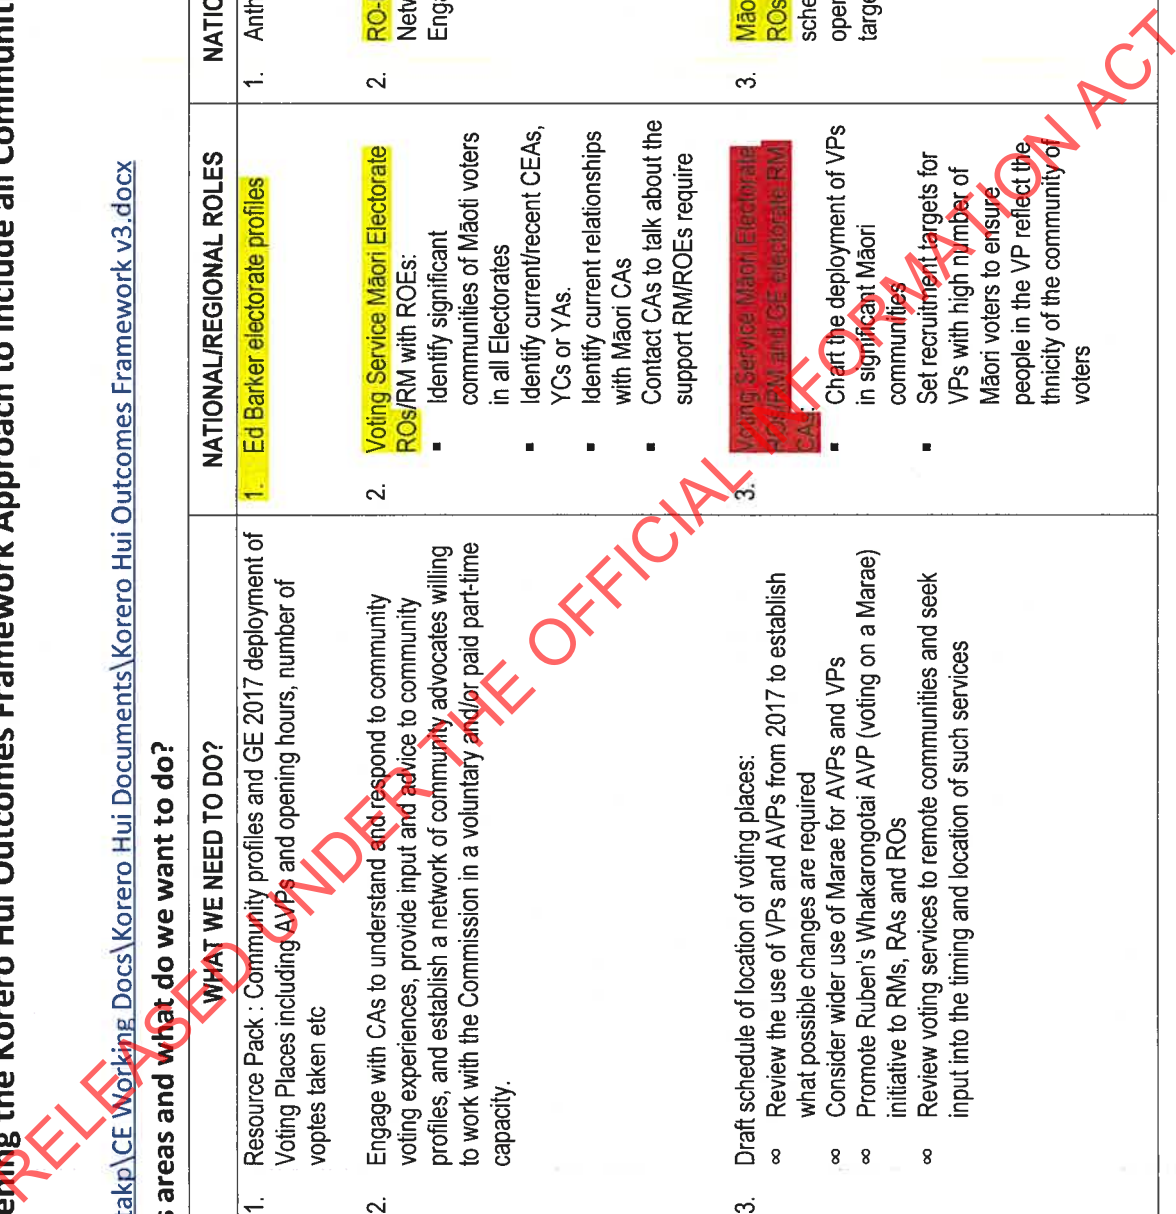 ening the Korero Hui Outcomes Framework Approach to include all Communit
takp\CE Working Docs\Korero Hui Documents\Korero Hui Outcomes Framework v3.docx
s areas and what do we want to do?
WHAT WE NEED TO DO?
1. Resource Pack : Community profiles and GE 2017 deployment of
Voting Places including AVPs and opening hours, number of
voptes taken etc
2. Engage with CAs to understand and respond to community
voting experiences, provide input and advice to community
profiles, and establish a network of community advocates willing
to work with the Commission in a voluntary and/or paid part-time
capacity.
3. Draft schedule of location of voting places:
∞ Review the use of VPs and AVPs from 2017 to establish
what possible changes are required
∞ Consider wider use of Marae for AVPs and VPs
∞ Promote Ruben's Whakarongotai AVP (voting on a Marae)
initiative to RMs, RAs and ROs
∞ Review voting services to remote communities and seek
input into the timing and location of such services
NATIONAL/REGIONAL ROLES
1. Ed Barker electorate profiles
2. Voting Service Māori Electorate
ROs/RM with ROEs:
▪ Identify significant
communities of Māoti voters
in all Electorates
▪ Identify current/recent CEAs,
YCs or YAs.
▪ Identify current relationships
with Māori CAs
▪ Contact CAs to talk about the
support RM/ROEs require
3. Voting Service Māori Electorate
ROs/RM and GE electorate RM
CAs:
▪ Chart the deployment of VPs
in significant Māori
communities
▪ Set recruitment targets for
VPs with high number of
Māori voters to ensure
people in the VP reflect the
thnicity of the community of
voters
NATIO
1. Anth
2. RO-
Netw
Enga
3. Māo
ROs
sche
oper
targe
RELEASED UNDER THE OFFICIAL INFORMATION ACT